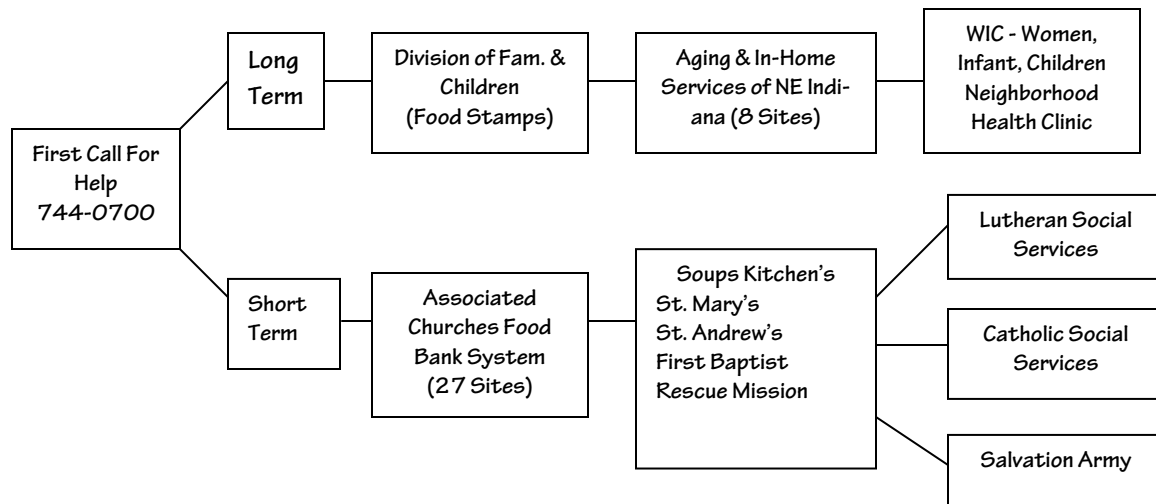 First Call For
Help
744-0700
Long
Term
Division of Fam. &
Children
(Food Stamps)
Aging & In-Home
Services of NE Indi-
ana (8 Sites)
WIC - Women,
Infant, Children
Neighborhood
Health Clinic
Short
Term
Associated
Churches Food
Bank System
(27 Sites)
Soups Kitchen's
St. Mary's
St. Andrew's
First Baptist
Rescue Mission
Lutheran Social
Services
Catholic Social
Services
Salvation Army